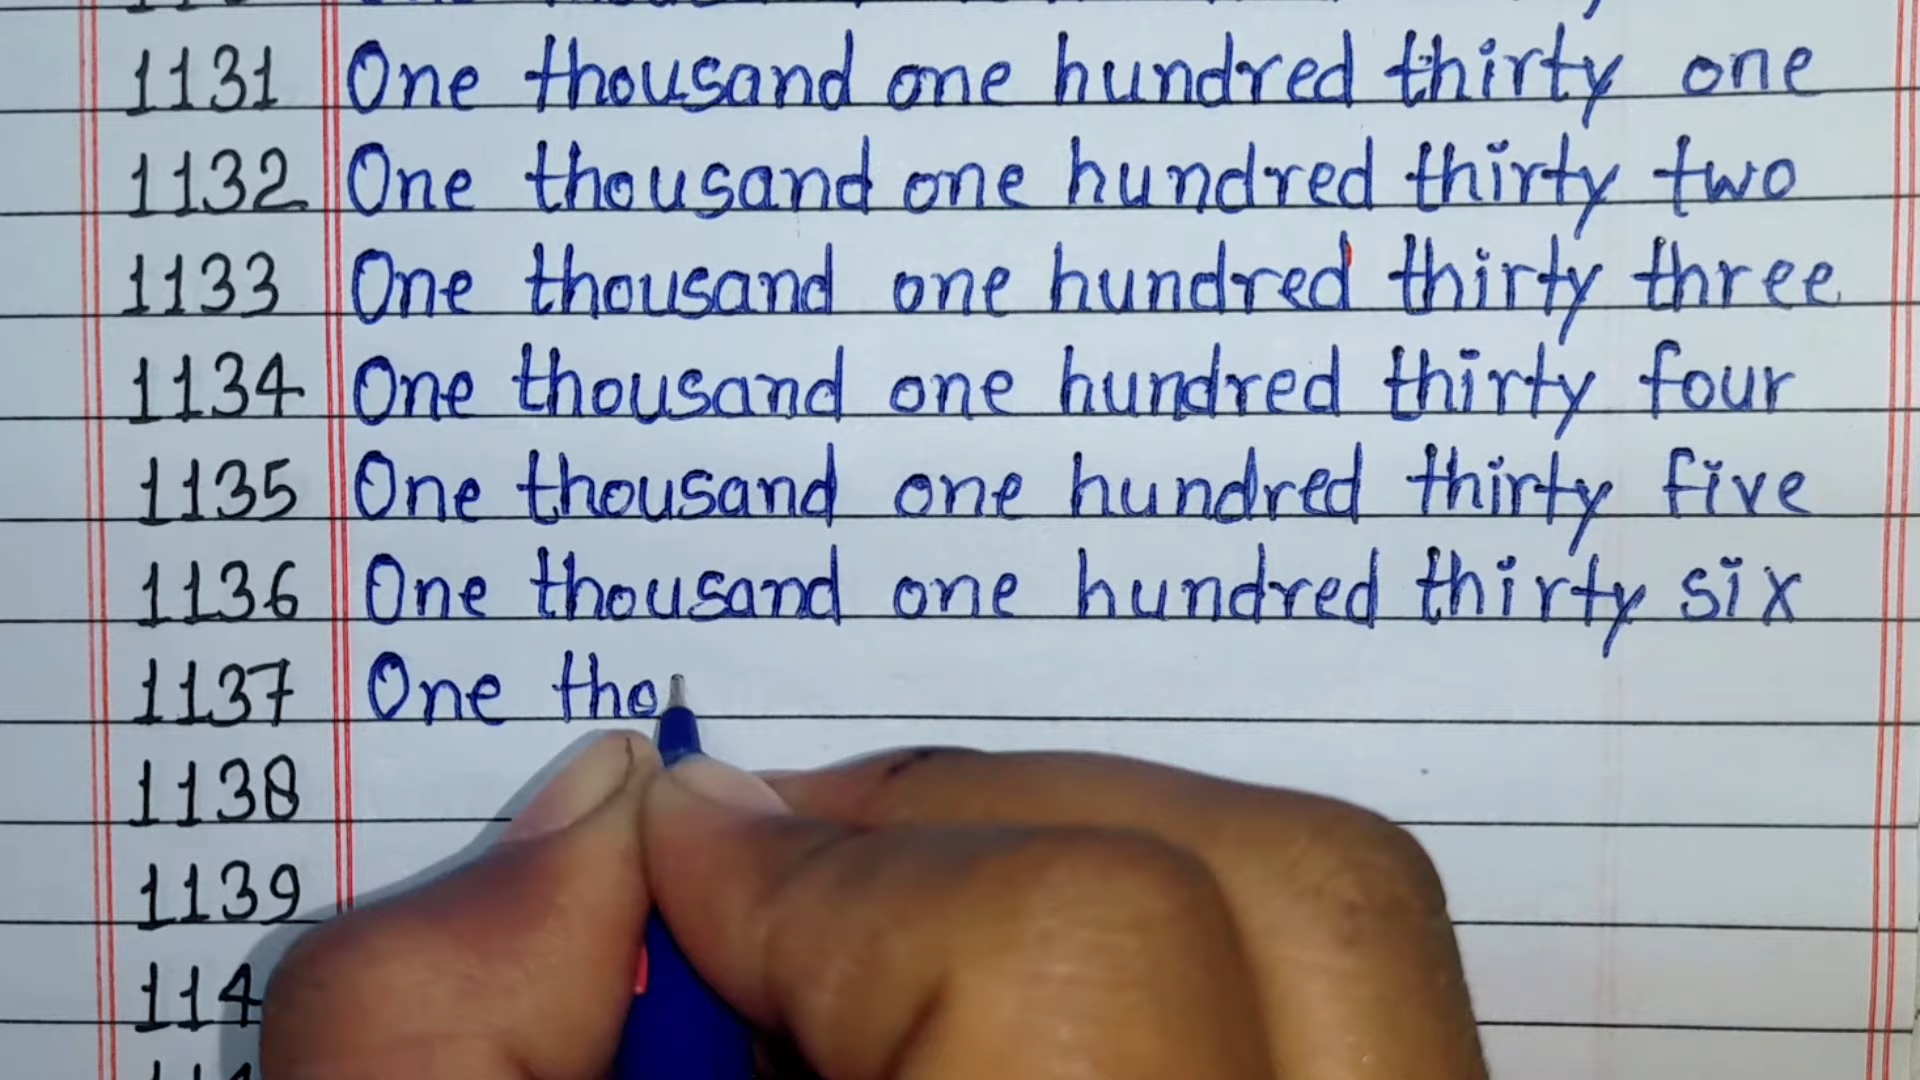 1131 One thousand one hundred thirty one
1132 One thousand one hundred thirty two
1133 One thousand one hundred thirty three
1134 One thousand one hundred thirty four
1135 One thousand one hundred thirty five
1136 One thousand one hundred thirty six
1137 One tho
1138
1139
114